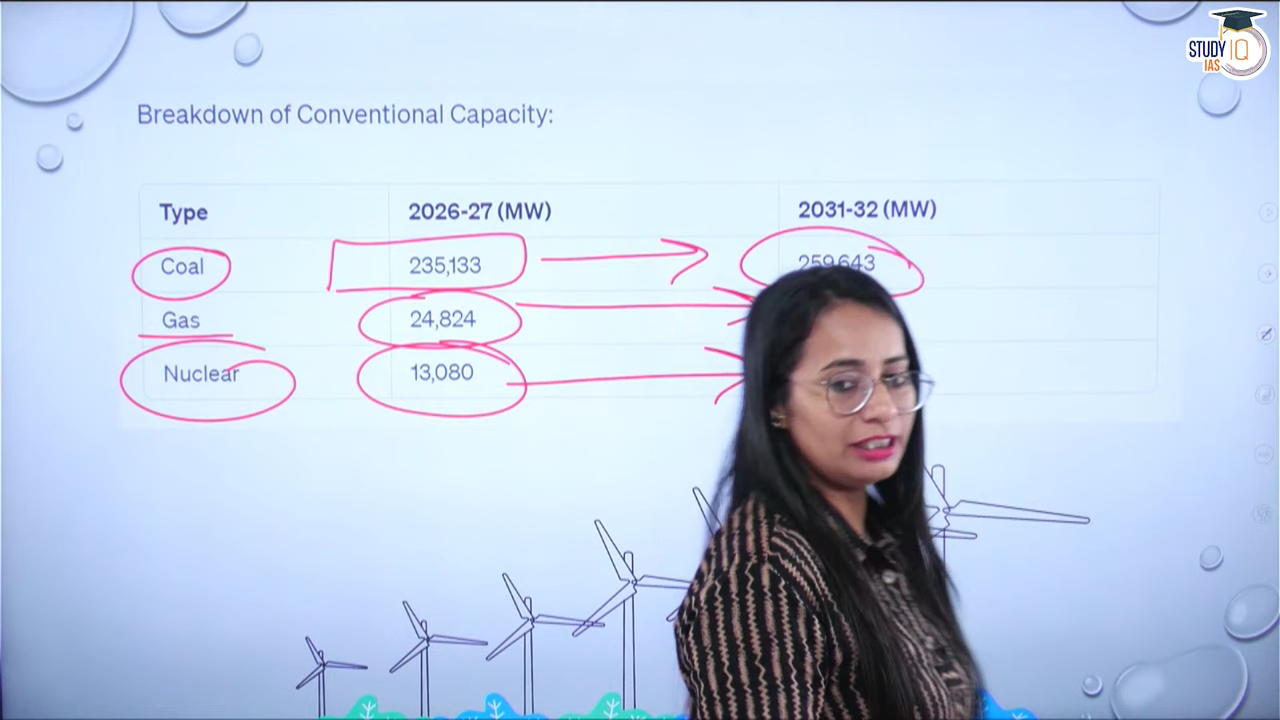 STUDY IQ
IAS
Breakdown of Conventional Capacity:
Type 2026-27 (MW) 2031-32 (MW)
Coal 235,133 259,643
Gas 24,824
Nuclear 13,080